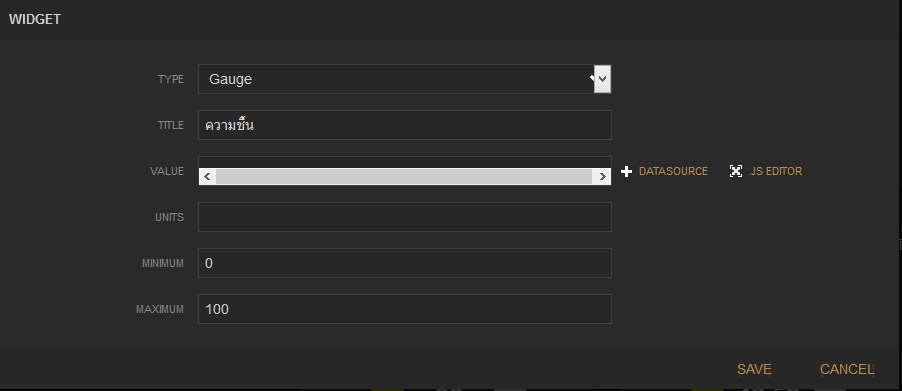 WIDGET
TYPE Gauge
TITLE ความชื้น
VALUE DATASOURCE .JS EDITOR
UNITS
MINIMUM 0
MAXIMUM 100
SAVE CANCEL